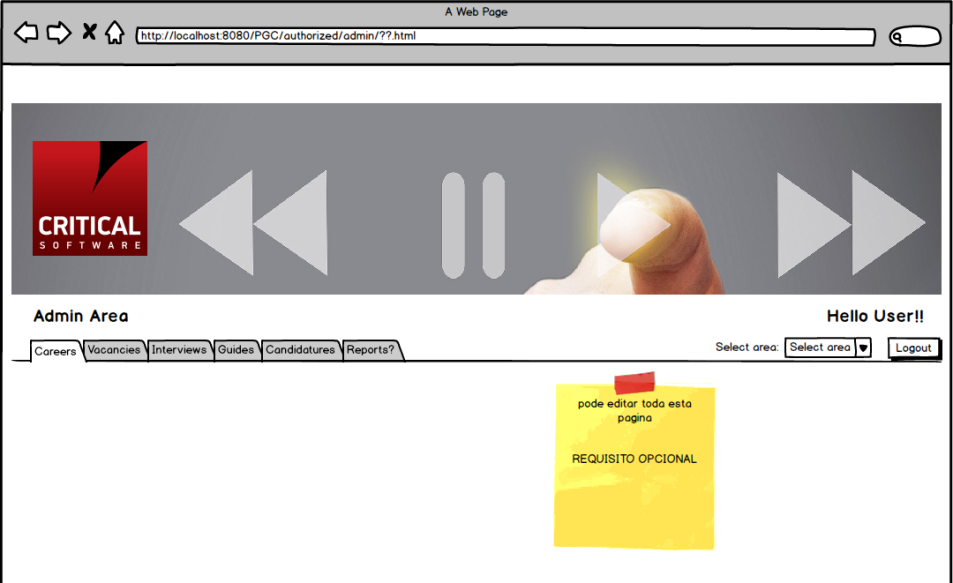 A Web Page
http://localhost:8080/PGC/authorized/admin/??.html
CRITICAL
SOFTWARE
Admin Area
Hello User!!
Careers Vacancies Interviews Guides Candidatures Reports?
Select area: Select area Logout
pode editar toda esta
pagina
REQUISITO OPCIONAL